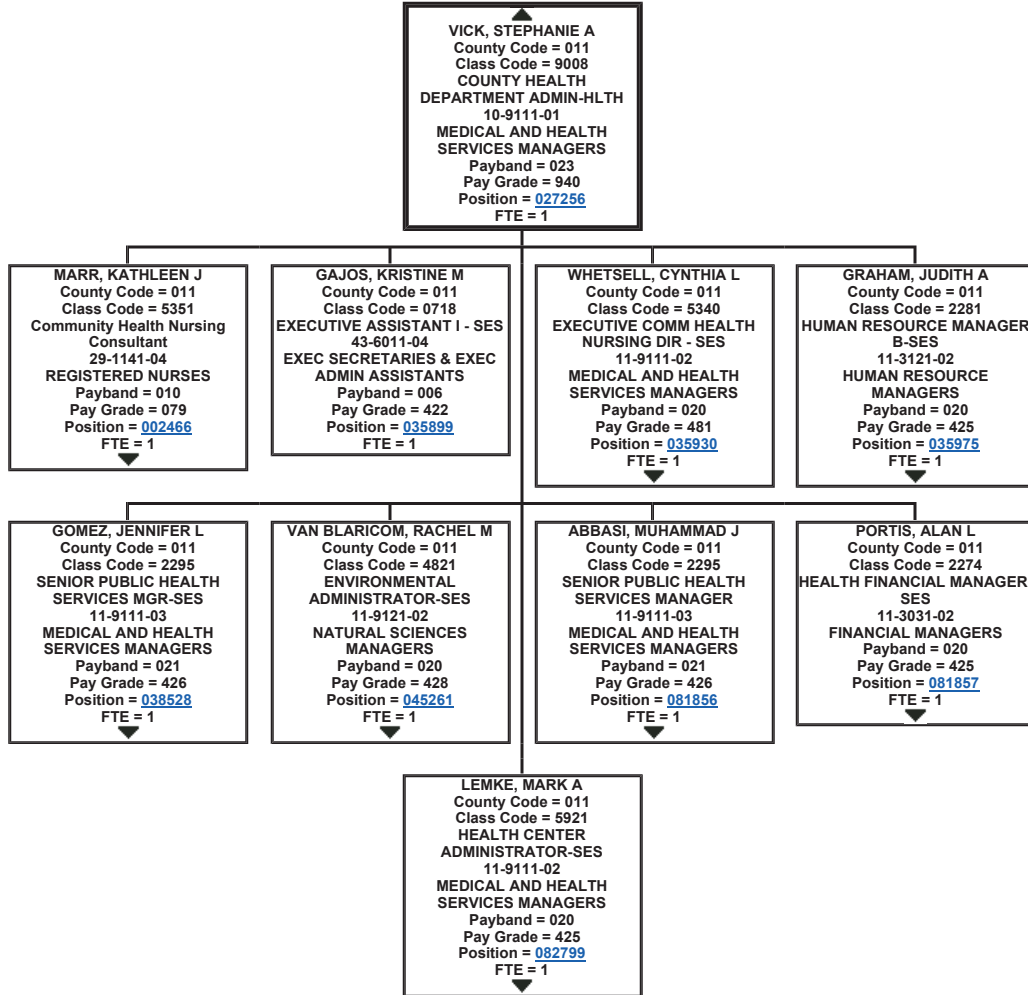 VICK, STEPHANIE A
County Code = 011
Class Code = 9008
COUNTY HEALTH
DEPARTMENT ADMIN-HLTH
10-9111-01
MEDICAL AND HEALTH
SERVICES MANAGERS
Payband = 023
Pay Grade = 940
Position = 027256
FTE = 1
MARR, KATHLEEN J
County Code = 011
Class Code = 5351
Community Health Nursing
Consultant
29-1141-04
REGISTERED NURSES
Payband = 010
Pay Grade = 079
Position = 002466
FTE = 1
GAJOS, KRISTINE M
County Code = 011
Class Code = 0718
EXECUTIVE ASSISTANT I - SES
43-6011-04
EXEC SECRETARIES & EXEC
ADMIN ASSISTANTS
Payband = 006
Pay Grade = 422
Position = 035899
FTE = 1
WHETSELL, CYNTHIA L
County Code = 011
Class Code = 5340
EXECUTIVE COMM HEALTH
NURSING DIR - SES
11-9111-02
MEDICAL AND HEALTH
SERVICES MANAGERS
Payband = 020
Pay Grade = 481
Position = 035930
FTE = 1
GRAHAM, JUDITH A
County Code = 011
Class Code = 2281
HUMAN RESOURCE MANAGER
B-SES
11-3121-02
HUMAN RESOURCE
MANAGERS
Payband = 020
Pay Grade = 425
Position = 035975
FTE = 1
GOMEZ, JENNIFER L
County Code = 011
Class Code = 2295
SENIOR PUBLIC HEALTH
SERVICES MGR-SES
11-9111-03
MEDICAL AND HEALTH
SERVICES MANAGERS
Payband = 021
Pay Grade = 426
Position = 038528
FTE = 1
VAN BLARICOM, RACHEL M
County Code = 011
Class Code = 4821
ENVIRONMENTAL
ADMINISTRATOR-SES
11-9121-02
NATURAL SCIENCES
MANAGERS
Payband = 020
Pay Grade = 428
Position = 045261
FTE = 1
ABBASI, MUHAMMAD J
County Code = 011
Class Code = 2295
SENIOR PUBLIC HEALTH
SERVICES MANAGER
11-9111-03
MEDICAL AND HEALTH
SERVICES MANAGERS
Payband = 021
Pay Grade = 426
Position = 081856
FTE = 1
PORTIS, ALAN L
County Code = 011
Class Code = 2274
HEALTH FINANCIAL MANAGER
SES
11-3031-02
FINANCIAL MANAGERS
Payband = 020
Pay Grade = 425
Position = 081857
FTE = 1
LEMKE, MARK A
County Code = 011
Class Code = 5921
HEALTH CENTER
ADMINISTRATOR-SES
11-9111-02
MEDICAL AND HEALTH
SERVICES MANAGERS
Payband = 020
Pay Grade = 425
Position = 082799
FTE = 1